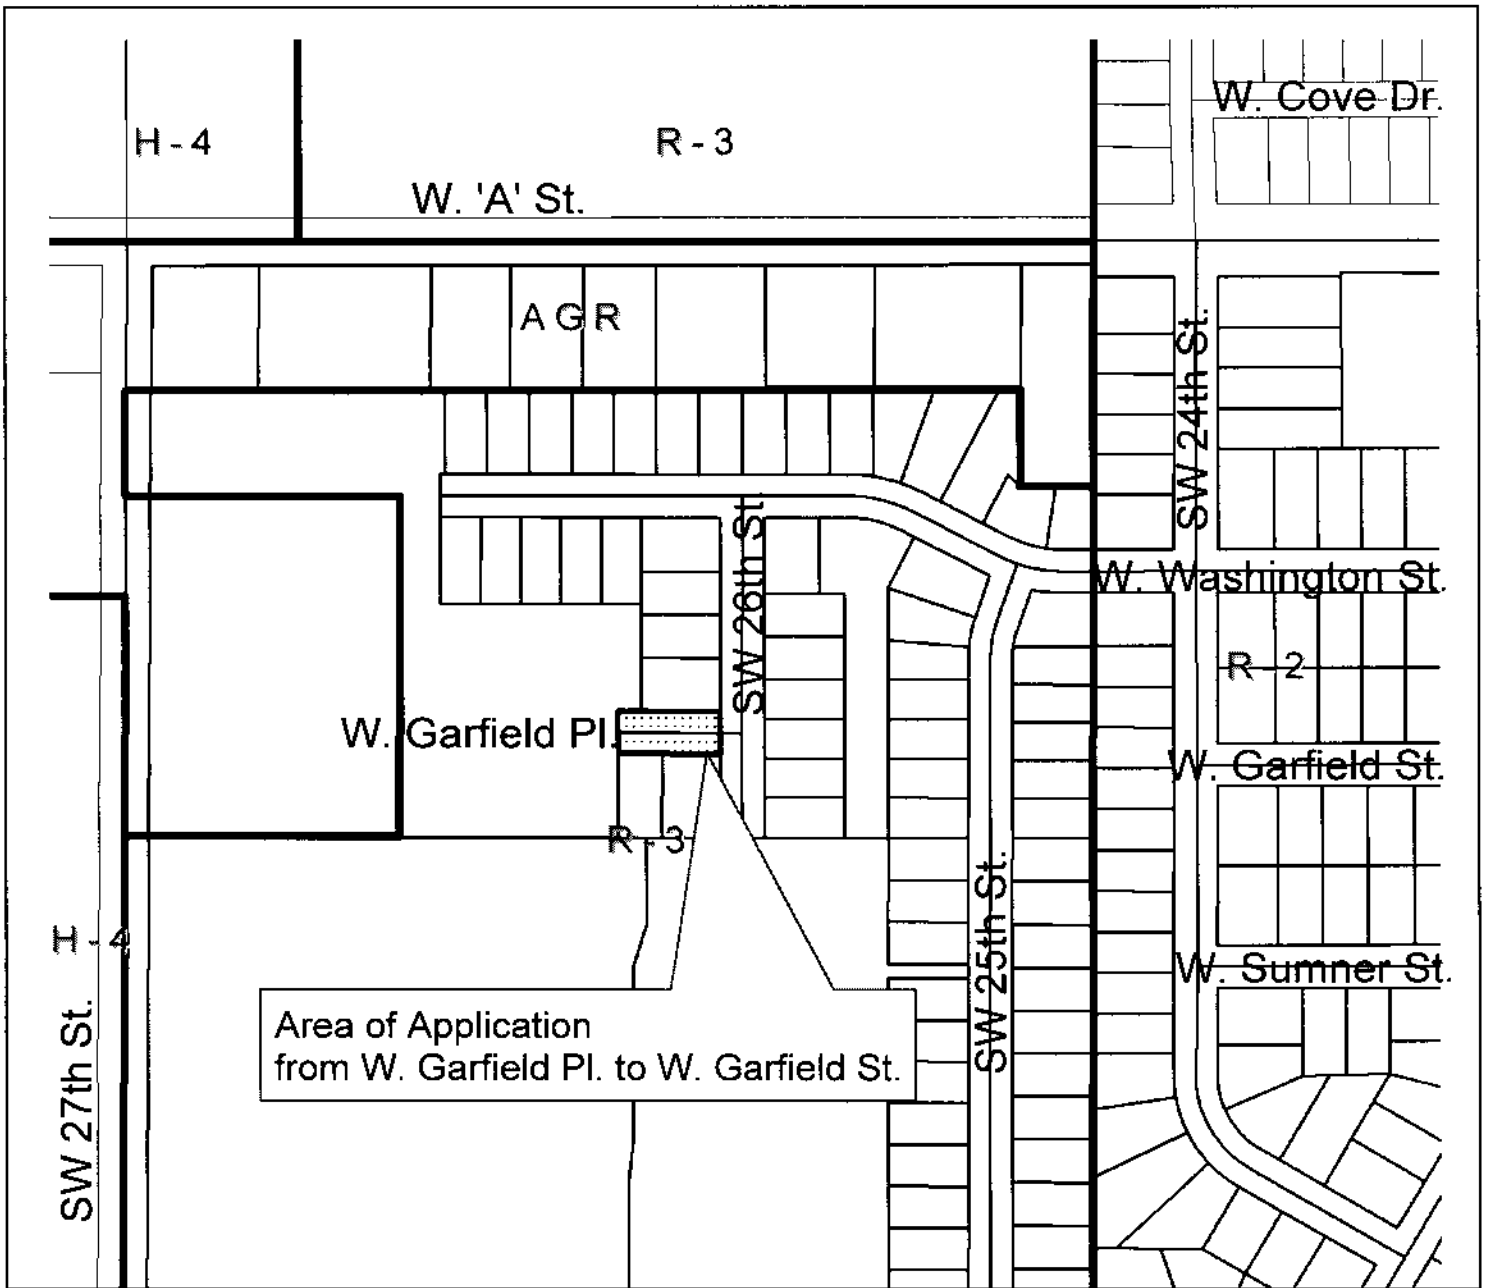 W. Cove Dr.
H - 4
R - 3
W. 'A' St.
A G R
SW 24th St.
SW 26th St.
W. Washington St.
R - 2
W. Garfield Pl.
W. Garfield St.
R - 3
H - 4
SW 25th St.
W. Sumner St.
SW 27th St.
Area of Application
from W. Garfield Pl. to W. Garfield St.